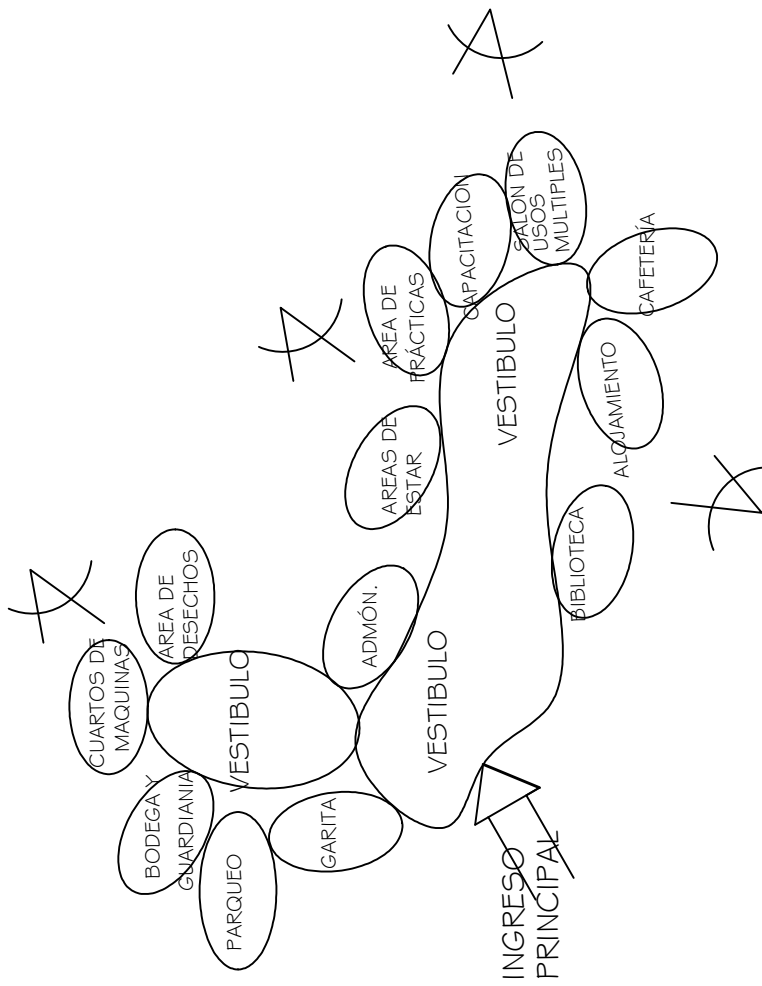 CUARTOS DE
MAQUINAS
AREA DE
DESECHOS
BODEGA Y
GUARDIANIA
VESTIBULO
PARQUEO
GARITA
ADMÓN.
VESTIBULO
AREAS DE
ESTAR
AREA DE
PRÁCTICAS
CAPACITACION
SALON DE
USOS
MULTIPLES
VESTIBULO
CAFETERÍA
ALOJAMIENTO
BIBLIOTECA
INGRESO
PRINCIPAL